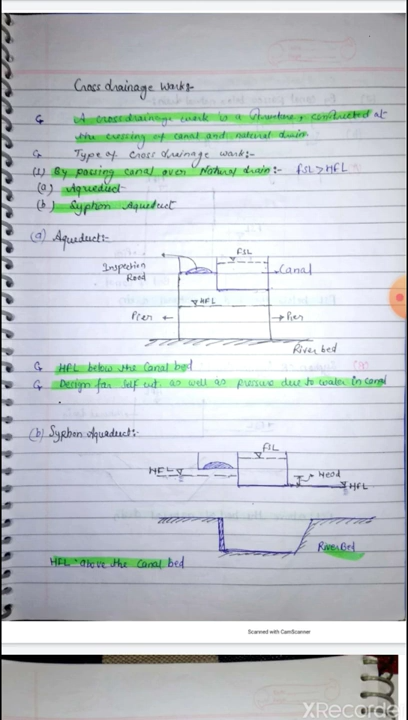 Cross drainage work:-
A cross drainage work is a structure, constructed at
the crossing of canal and natural drain.
Type of Cross drainage work:-
(1) By passing canal over Natural drain:- FSL > HFL
(a) Aqueduct
(b) Syphon Aqueduct
(a) Aqueduct:-
FSL
Inspection
Road
Canal
HFL
Pier
Pier
River bed
HFL below the Canal bed
Design for self wt. as well as pressure due to water in canal
.
(b) Syphon Aqueduct:-
FSL
HFL
Head
HFL
River Bed
HFL above the Canal bed
Scanned with CamScanner
XRecorder